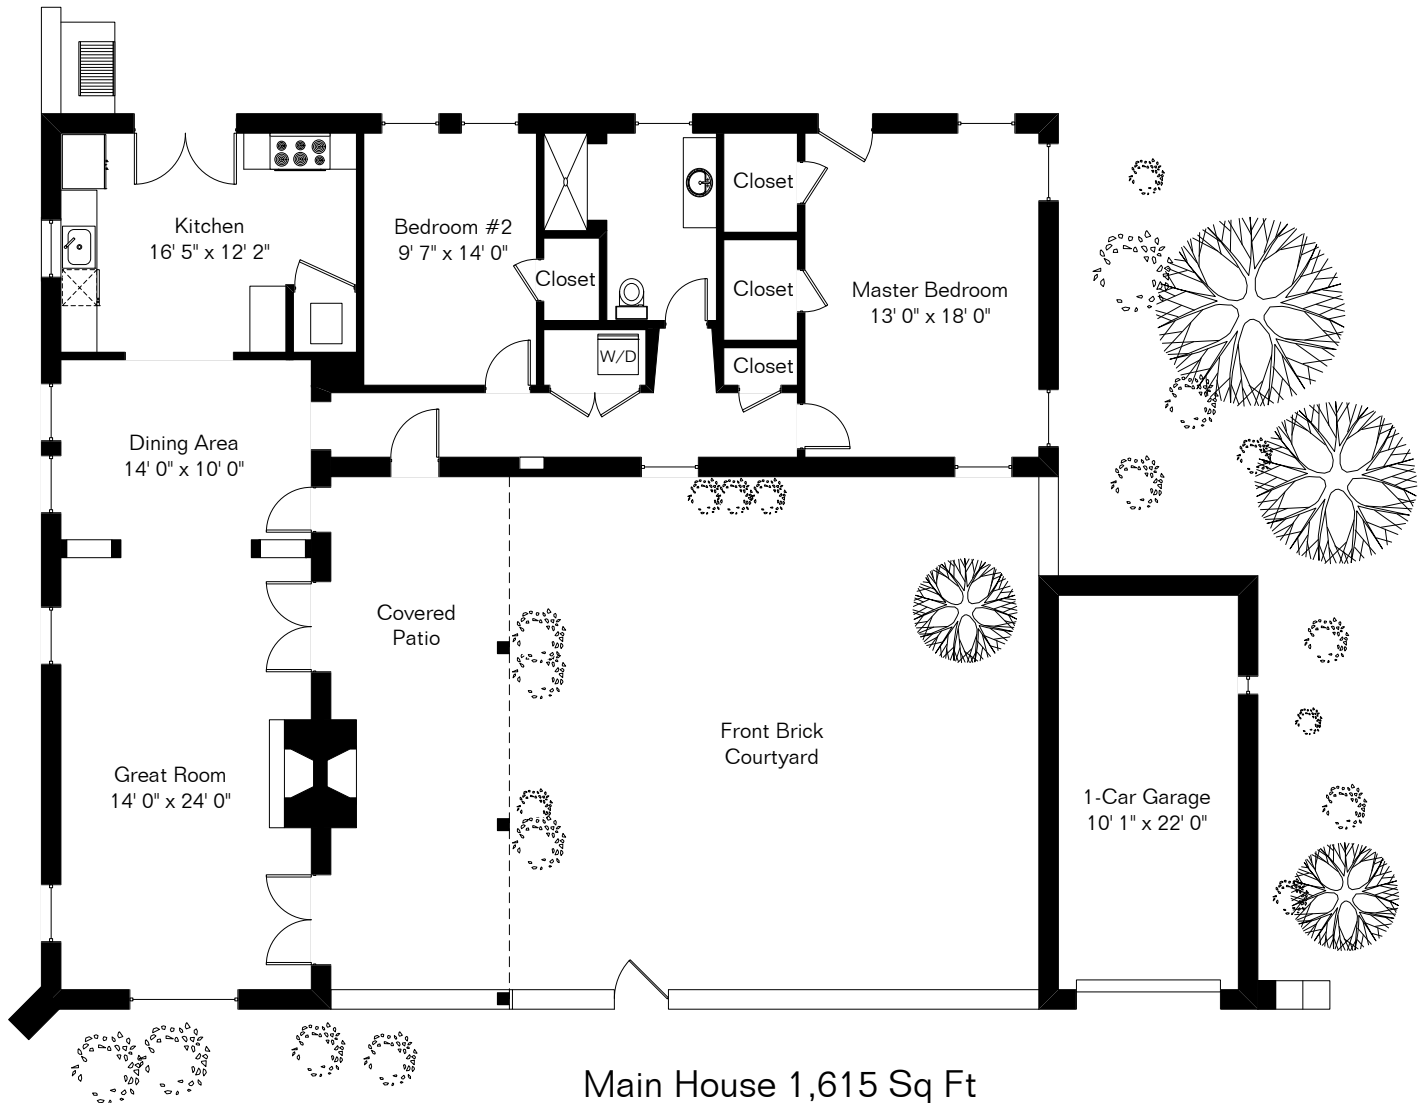 Kitchen
16' 5" x 12' 2"
Bedroom #2
9' 7" x 14' 0"
Closet
Closet
Closet
Closet
W/D
Master Bedroom
13' 0" x 18' 0"
Dining Area
14' 0" x 10' 0"
Covered
Patio
Front Brick
Courtyard
Great Room
14' 0" x 24' 0"
1-Car Garage
10' 1" x 22' 0"
Main House 1,615 Sq Ft